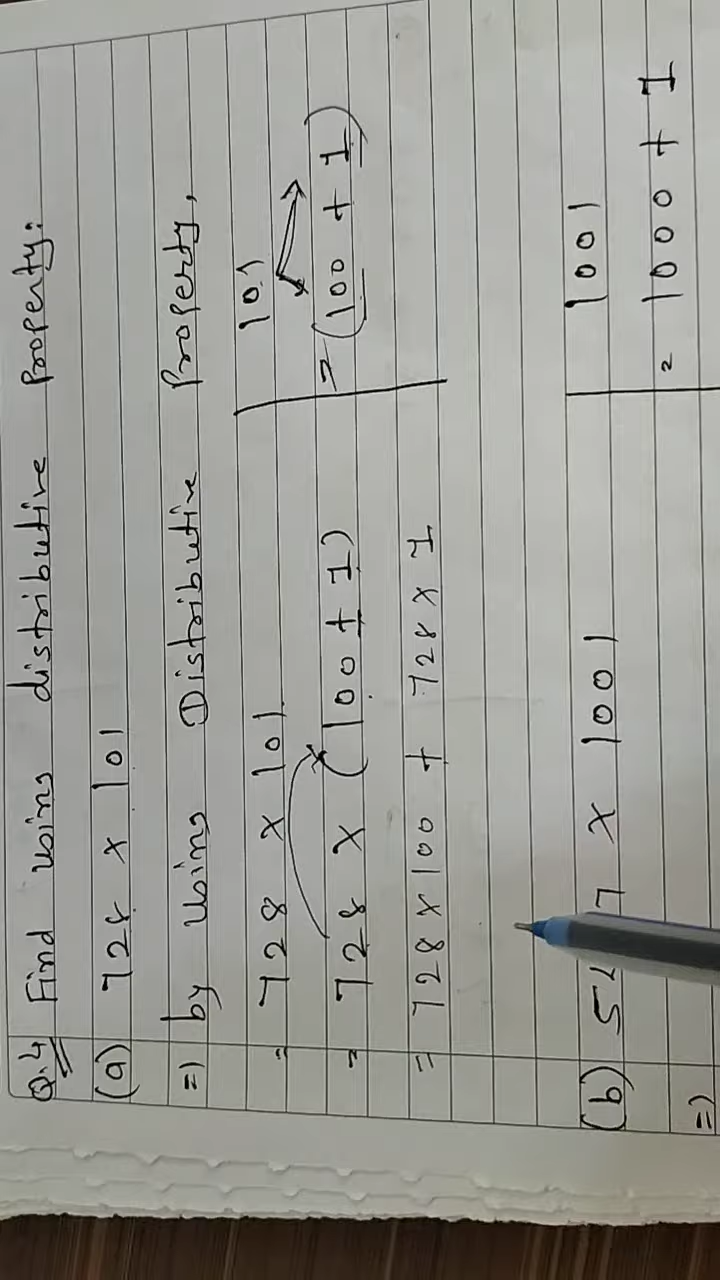 Q.4 Find using distributive Property.
(a) 728 × 101
=) by using Distributive Property,
= 728 × 101
101
= 728 × (100 + 1)
= (100 + 1)
= 728 × 100 + 728 × 1
(b) 7 × 1001
1001
=)
= 1000 + 1